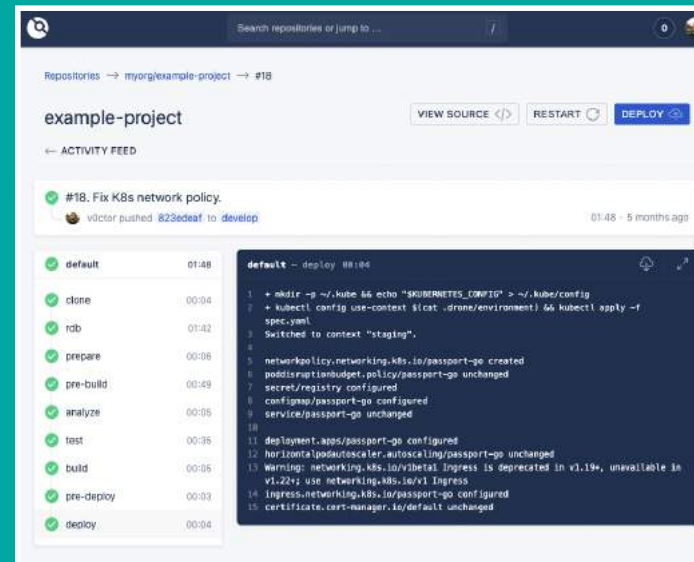 Search repositories or jump to ...
/
0
Repositories → myorg/example-project → #18
example-project
VIEW SOURCE </>
RESTART
DEPLOY
← ACTIVITY FEED
#18. Fix K8s network policy.
v0ctor pushed 823edeaf to develop
01:48 - 5 months ago
default 01:48
clone 00:04
rdb 01:42
prepare 00:06
pre-build 00:49
analyze 00:05
test 00:35
build 00:05
pre-deploy 00:03
deploy 00:04
default — deploy 00:04
1 + mkdir -p ~/.kube && echo "$KUBERNETES_CONFIG" > ~/.kube/config
2 + kubectl config use-context $(cat .drone/environment) && kubectl apply -f
spec.yaml
3 Switched to context "staging".
4
5 networkpolicy.networking.k8s.io/passport-go created
6 poddisruptionbudget.policy/passport-go unchanged
7 secret/registry configured
8 configmap/passport-go configured
9 service/passport-go unchanged
10
11 deployment.apps/passport-go configured
12 horizontalpodautoscaler.autoscaling/passport-go unchanged
13 Warning: networking.k8s.io/v1beta1 Ingress is deprecated in v1.19+, unavailable in
v1.22+; use networking.k8s.io/v1 Ingress
14 ingress.networking.k8s.io/passport-go configured
15 certificate.cert-manager.io/default unchanged